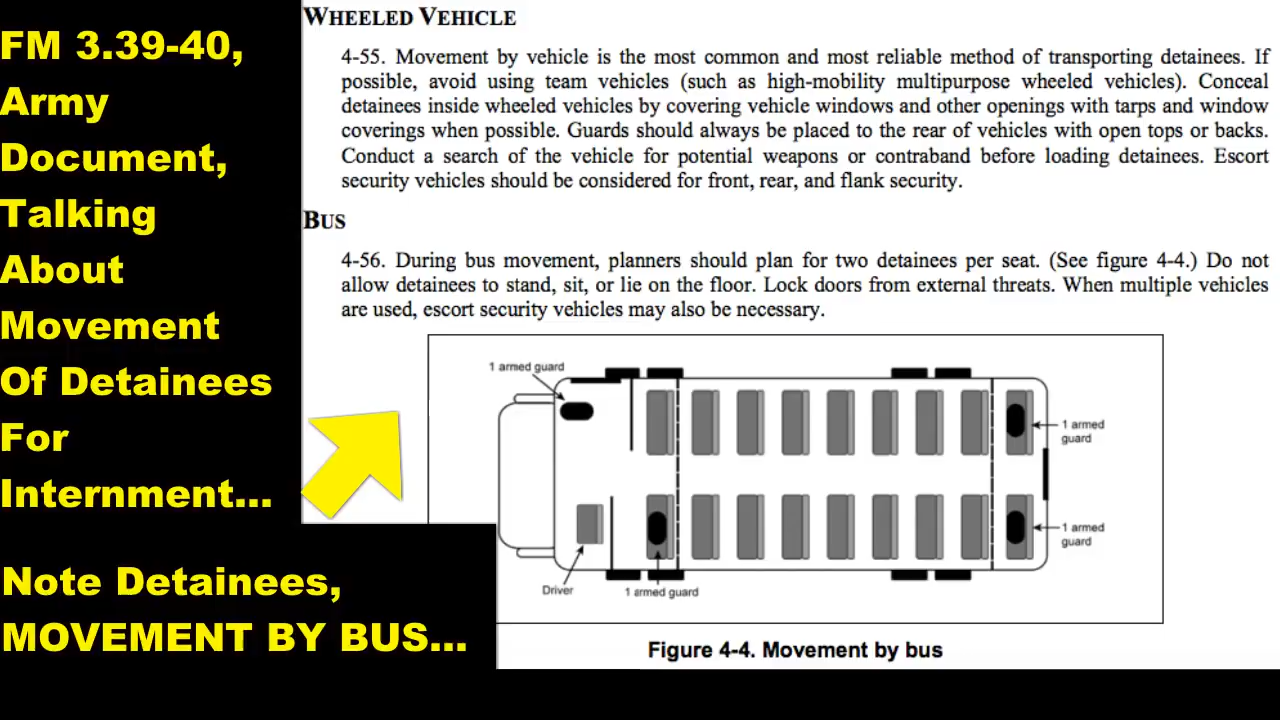 FM 3.39-40,
Army
Document,
Talking
About
Movement
Of Detainees
For
Internment...
Note Detainees,
MOVEMENT BY BUS...
WHEELED VEHICLE
4-55. Movement by vehicle is the most common and most reliable method of transporting detainees. If
possible, avoid using team vehicles (such as high-mobility multipurpose wheeled vehicles). Conceal
detainees inside wheeled vehicles by covering vehicle windows and other openings with tarps and window
coverings when possible. Guards should always be placed to the rear of vehicles with open tops or backs.
Conduct a search of the vehicle for potential weapons or contraband before loading detainees. Escort
security vehicles should be considered for front, rear, and flank security.
BUS
4-56. During bus movement, planners should plan for two detainees per seat. (See figure 4-4.) Do not
allow detainees to stand, sit, or lie on the floor. Lock doors from external threats. When multiple vehicles
are used, escort security vehicles may also be necessary.
1 armed guard
1 armed
guard
1 armed
guard
Driver
1 armed guard
Figure 4-4. Movement by bus